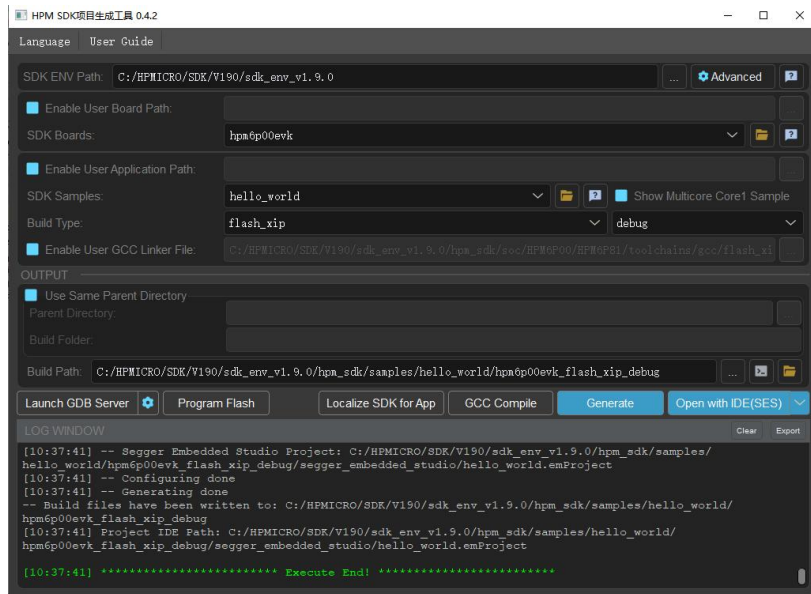 HPM SDK项目生成工具 0.4.2
Language User Guide
SDK ENV Path: C:/HPMICRO/SDK/V190/sdk_env_v1.9.0 ... Advanced
Enable User Board Path: ...
SDK Boards: hpm6p00evk
Enable User Application Path: ...
SDK Samples: hello_world Show Multicore Core1 Sample
Build Type: flash_xip debug
Enable User GCC Linker File: C:/HPMICRO/SDK/V190/sdk_env_v1.9.0/hpm_sdk/soc/HPM6P00/HPM6P81/toolchains/gcc/flash_xi ...
OUTPUT
Use Same Parent Directory
Parent Directory: ...
Build Folder:
Build Path: C:/HPMICRO/SDK/V190/sdk_env_v1.9.0/hpm_sdk/samples/hello_world/hpm6p00evk_flash_xip_debug ...
Launch GDB Server Program Flash Localize SDK for App GCC Compile Generate Open with IDE(SES)
LOG WINDOW Clear Export
[10:37:41] -- Segger Embedded Studio Project: C:/HPMICRO/SDK/V190/sdk_env_v1.9.0/hpm_sdk/samples/
hello_world/hpm6p00evk_flash_xip_debug/segger_embedded_studio/hello_world.emProject
[10:37:41] -- Configuring done
[10:37:41] -- Generating done
-- Build files have been written to: C:/HPMICRO/SDK/V190/sdk_env_v1.9.0/hpm_sdk/samples/hello_world/
hpm6p00evk_flash_xip_debug
[10:37:41] Project IDE Path: C:/HPMICRO/SDK/V190/sdk_env_v1.9.0/hpm_sdk/samples/hello_world/
hpm6p00evk_flash_xip_debug/segger_embedded_studio/hello_world.emProject
[10:37:41] ************************* Execute End! *************************